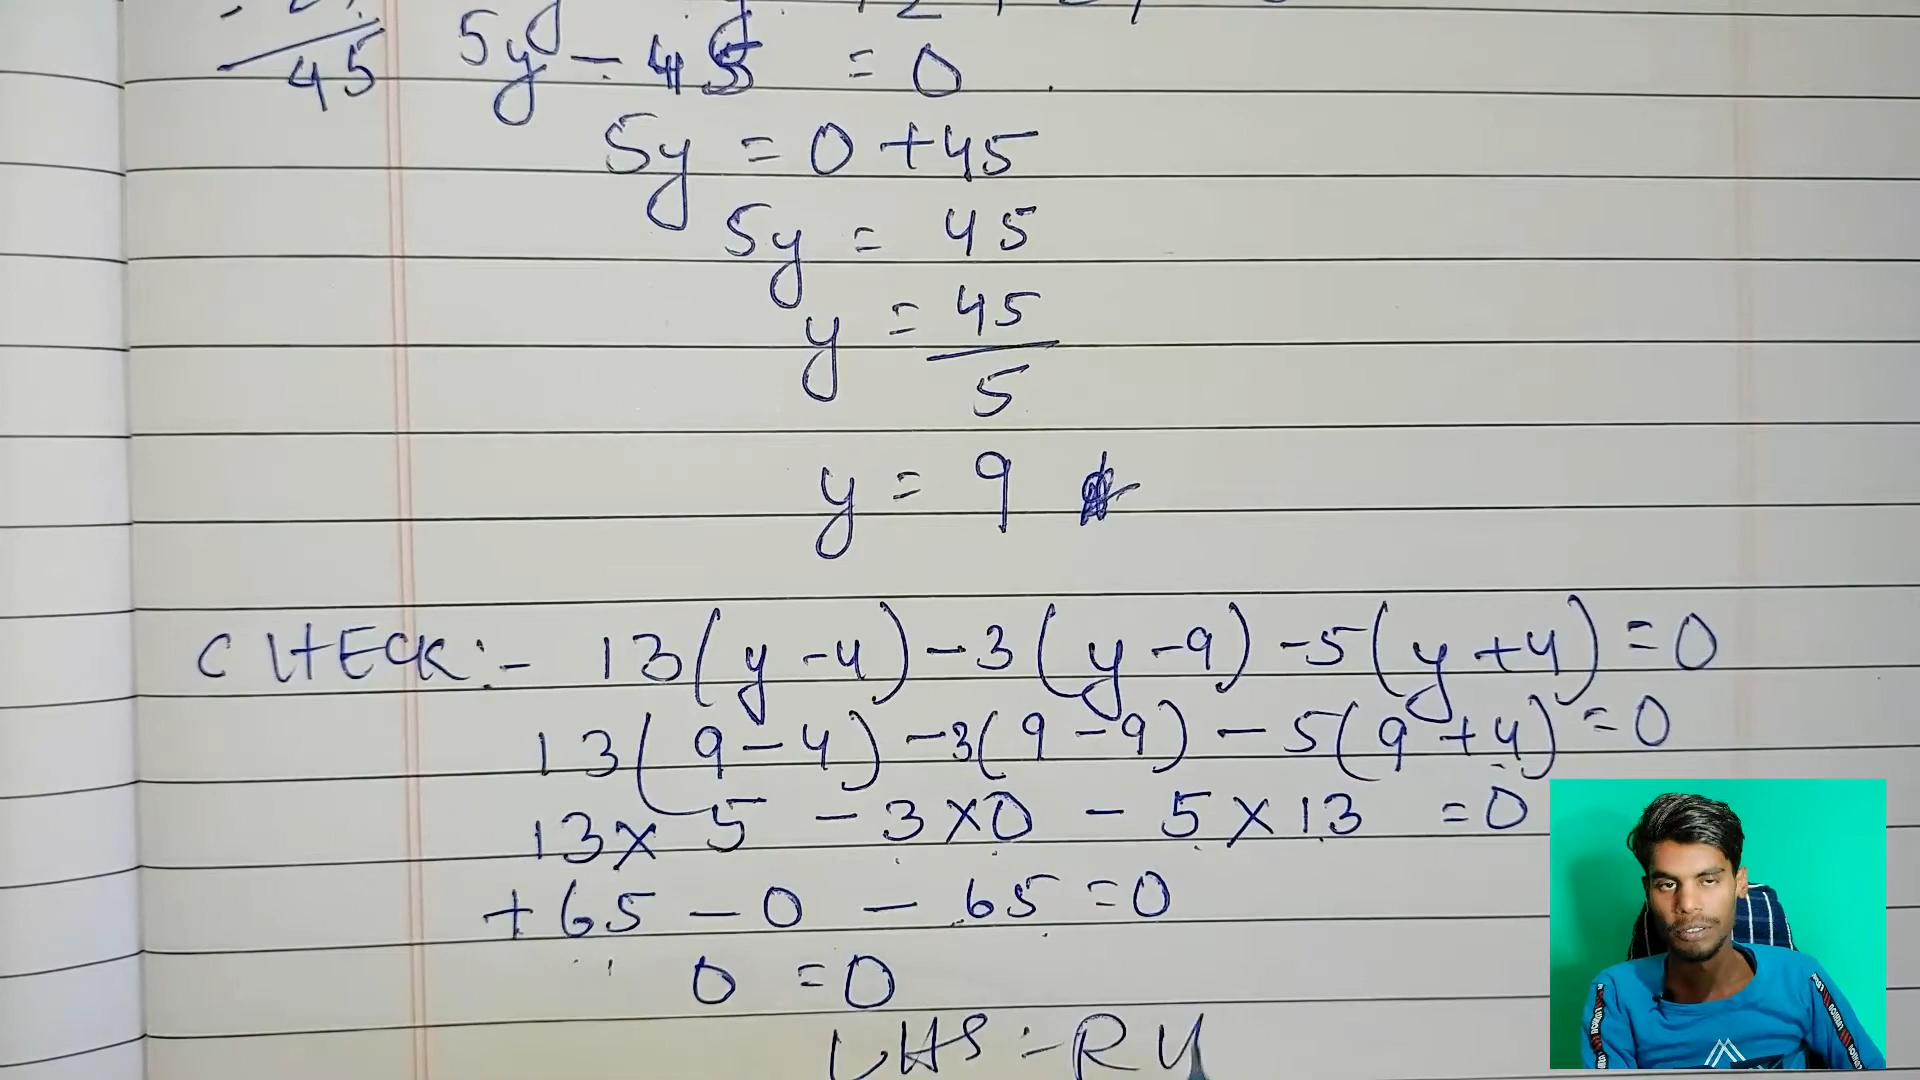 45 5y - 45 = 0
5y = 0 + 45
5y = 45
y = 45/5
y = 9
CHECK:- 13(y-4) - 3(y-9) - 5(y+4) = 0
13(9-4) - 3(9-9) - 5(9+4) = 0
13 × 5 - 3×0 - 5×13 = 0
+65 - 0 - 65 = 0
0 = 0
LHS = RH